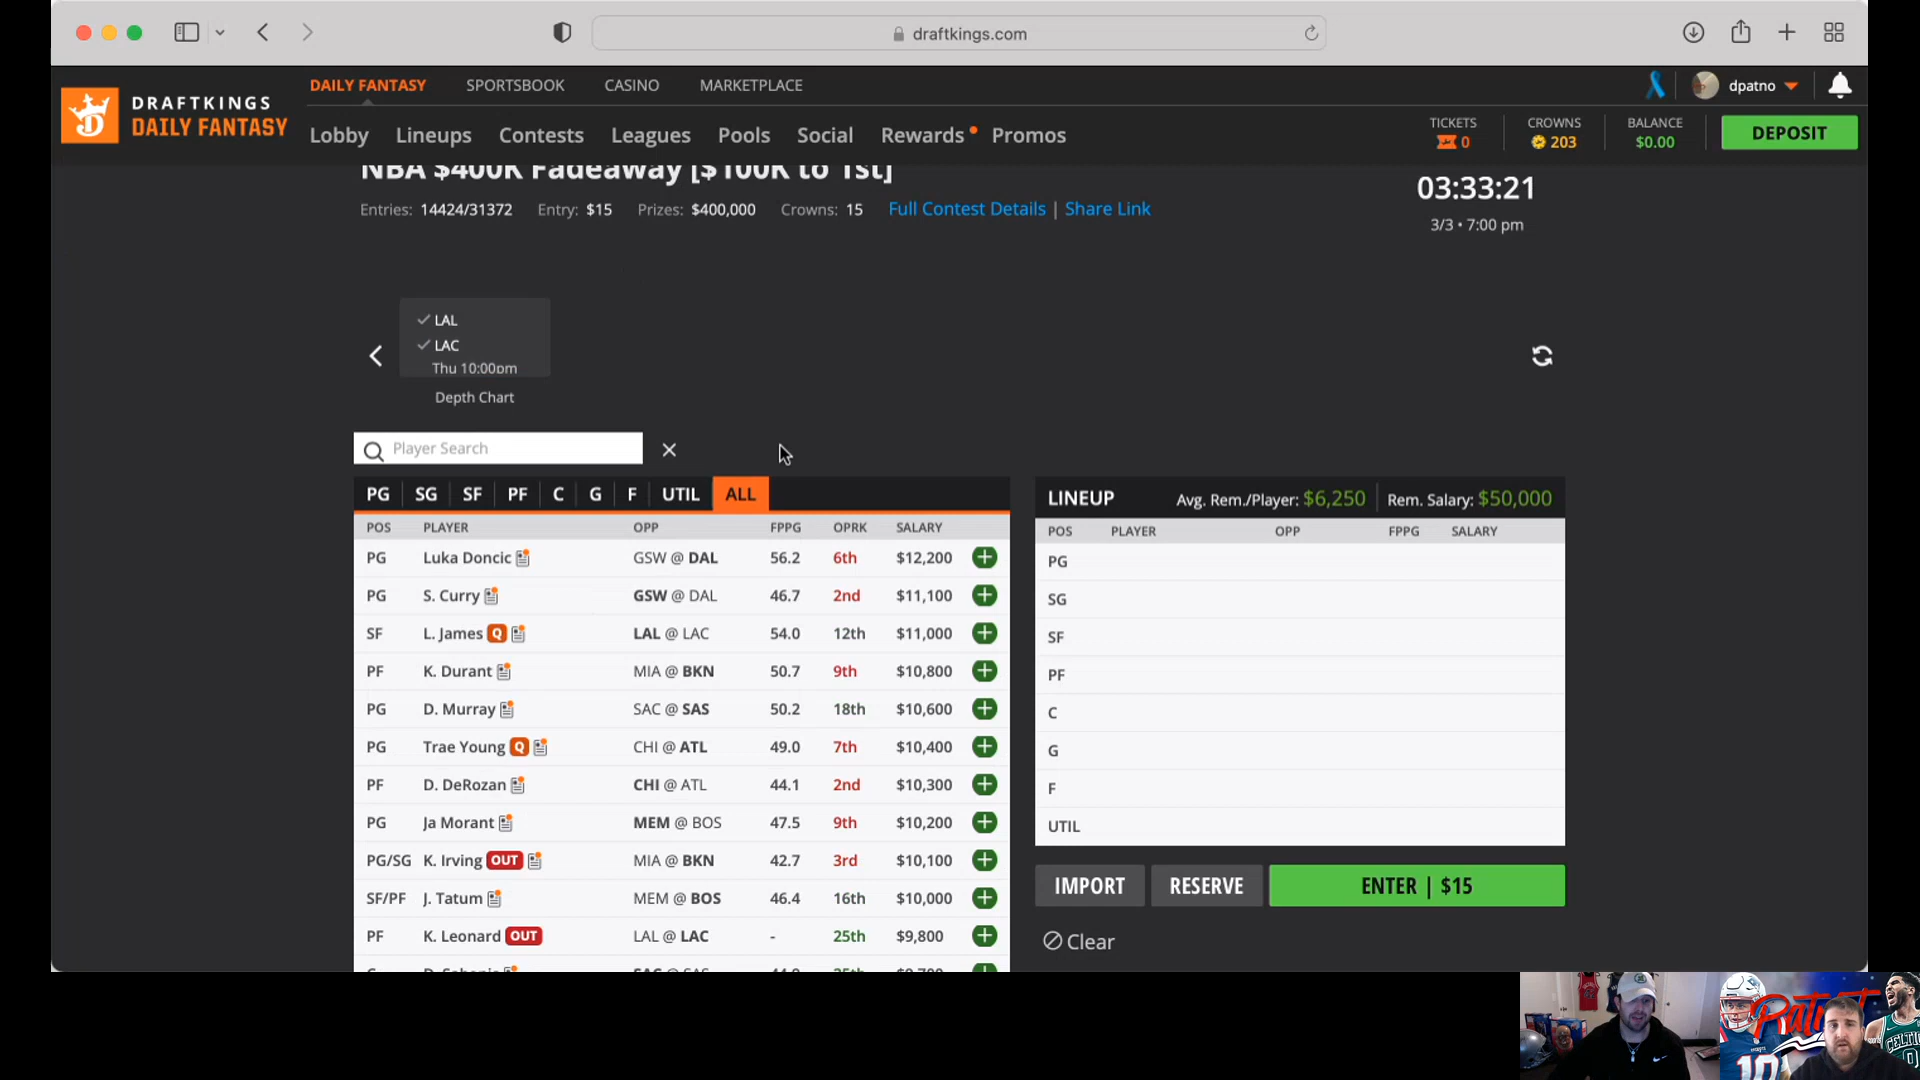 draftkings.com
DRAFTKINGS
DAILY FANTASY
DAILY FANTASY SPORTSBOOK CASINO MARKETPLACE
dpatno
Lobby Lineups Contests Leagues Pools Social Rewards Promos
TICKETS 0
CROWNS 203
BALANCE $0.00
DEPOSIT
NBA $400K Fadeaway [$100K to 1st]
03:33:21
Entries: 14424/31372 Entry: $15 Prizes: $400,000 Crowns: 15 Full Contest Details | Share Link
3/3 • 7:00 pm
LAL
LAC
Thu 10:00pm
Depth Chart
Player Search
PG SG SF PF C G F UTIL ALL
POS PLAYER OPP FPPG OPRK SALARY
PG Luka Doncic GSW @ DAL 56.2 6th $12,200
PG S. Curry GSW @ DAL 46.7 2nd $11,100
SF L. James Q LAL @ LAC 54.0 12th $11,000
PF K. Durant MIA @ BKN 50.7 9th $10,800
PG D. Murray SAC @ SAS 50.2 18th $10,600
PG Trae Young Q CHI @ ATL 49.0 7th $10,400
PF D. DeRozan CHI @ ATL 44.1 2nd $10,300
PG Ja Morant MEM @ BOS 47.5 9th $10,200
PG/SG K. Irving OUT MIA @ BKN 42.7 3rd $10,100
SF/PF J. Tatum MEM @ BOS 46.4 16th $10,000
PF K. Leonard OUT LAL @ LAC - 25th $9,800
LINEUP Avg. Rem./Player: $6,250 Rem. Salary: $50,000
POS PLAYER OPP FPPG SALARY
PG
SG
SF
PF
C
G
F
UTIL
IMPORT RESERVE ENTER | $15
Clear